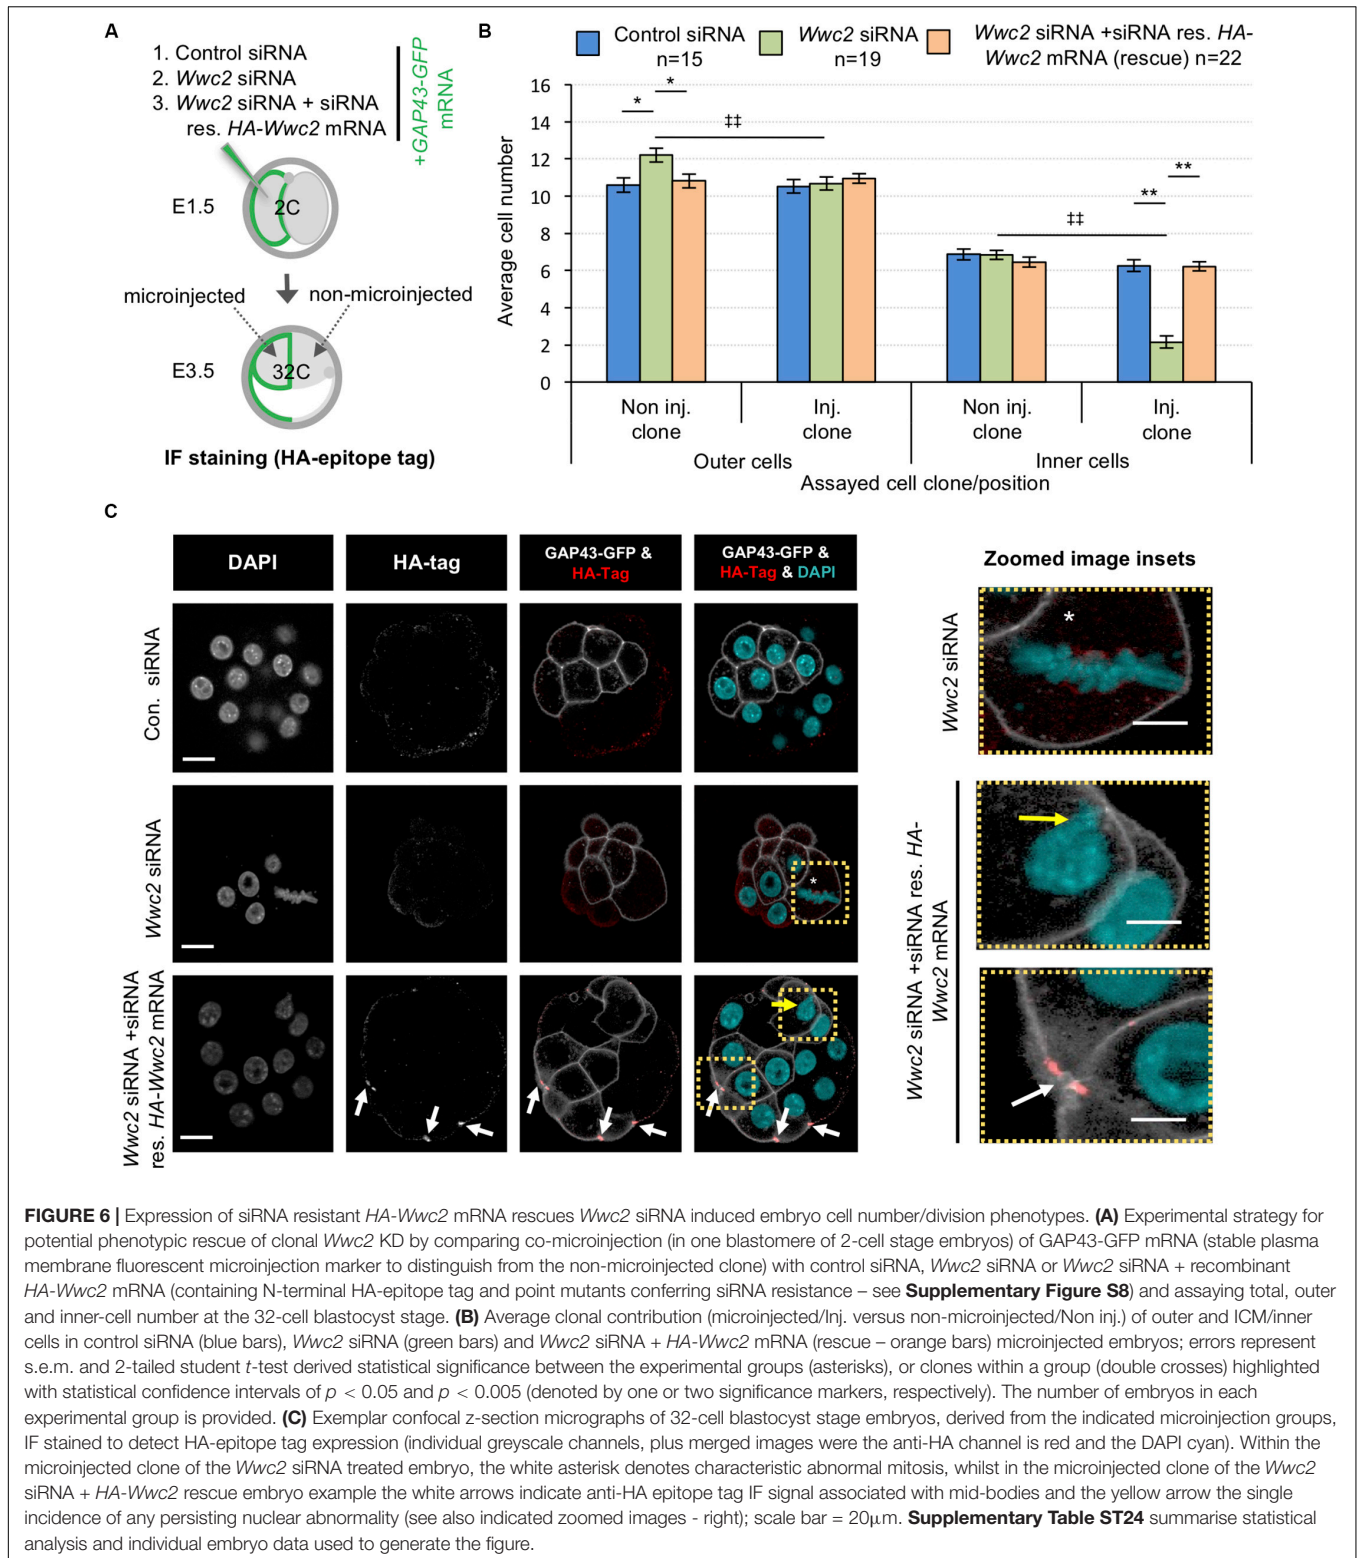 A
1. Control siRNA
2. Wwc2 siRNA
3. Wwc2 siRNA + siRNA
res. HA-Wwc2 mRNA
+GAP43-GFP
mRNA
E1.5
2C
microinjected
non-microinjected
E3.5
32C
IF staining (HA-epitope tag)
B
Control siRNA
n=15
Wwc2 siRNA
n=19
Wwc2 siRNA +siRNA res. HA-
Wwc2 mRNA (rescue) n=22
Average cell number
16
14
12
10
8
6
4
2
0
*
*
‡‡
‡‡
**
**
Non inj.
clone
Inj.
clone
Non inj.
clone
Inj.
clone
Outer cells
Inner cells
Assayed cell clone/position
C
DAPI
HA-tag
GAP43-GFP &
HA-Tag
GAP43-GFP &
HA-Tag & DAPI
Zoomed image insets
Con. siRNA
Wwc2 siRNA
*
Wwc2 siRNA +siRNA
res. HA-Wwc2 mRNA
Wwc2 siRNA
*
Wwc2 siRNA +siRNA res. HA-
Wwc2 mRNA
FIGURE 6 | Expression of siRNA resistant HA-Wwc2 mRNA rescues Wwc2 siRNA induced embryo cell number/division phenotypes. (A) Experimental strategy for
potential phenotypic rescue of clonal Wwc2 KD by comparing co-microinjection (in one blastomere of 2-cell stage embryos) of GAP43-GFP mRNA (stable plasma
membrane fluorescent microinjection marker to distinguish from the non-microinjected clone) with control siRNA, Wwc2 siRNA or Wwc2 siRNA + recombinant
HA-Wwc2 mRNA (containing N-terminal HA-epitope tag and point mutants conferring siRNA resistance – see Supplementary Figure S8) and assaying total, outer
and inner-cell number at the 32-cell blastocyst stage. (B) Average clonal contribution (microinjected/Inj. versus non-microinjected/Non inj.) of outer and ICM/inner
cells in control siRNA (blue bars), Wwc2 siRNA (green bars) and Wwc2 siRNA + HA-Wwc2 mRNA (rescue – orange bars) microinjected embryos; errors represent
s.e.m. and 2-tailed student t-test derived statistical significance between the experimental groups (asterisks), or clones within a group (double crosses) highlighted
with statistical confidence intervals of p < 0.05 and p < 0.005 (denoted by one or two significance markers, respectively). The number of embryos in each
experimental group is provided. (C) Exemplar confocal z-section micrographs of 32-cell blastocyst stage embryos, derived from the indicated microinjection groups,
IF stained to detect HA-epitope tag expression (individual greyscale channels, plus merged images were the anti-HA channel is red and the DAPI cyan). Within the
microinjected clone of the Wwc2 siRNA treated embryo, the white asterisk denotes characteristic abnormal mitosis, whilst in the microinjected clone of the Wwc2
siRNA + HA-Wwc2 rescue embryo example the white arrows indicate anti-HA epitope tag IF signal associated with mid-bodies and the yellow arrow the single
incidence of any persisting nuclear abnormality (see also indicated zoomed images - right); scale bar = 20μm. Supplementary Table ST24 summarise statistical
analysis and individual embryo data used to generate the figure.